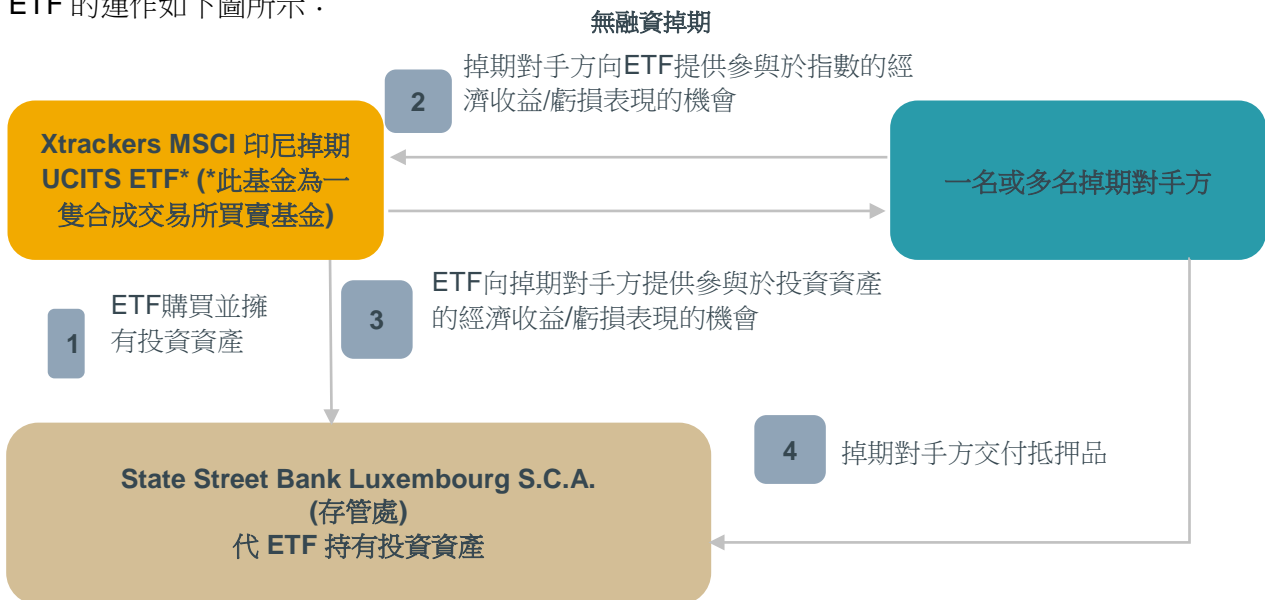 ETF 的運作如下圖所示：
無融資掉期
2
掉期對手方向ETF提供參與於指數的經
濟收益/虧損表現的機會
Xtrackers MSCI 印尼掉期
UCITS ETF* (*此基金為一
隻合成交易所買賣基金)
一名或多名掉期對手方
1
ETF購買並擁
有投資資產
3
ETF向掉期對手方提供參與於投資資產
的經濟收益/虧損表現的機會
State Street Bank Luxembourg S.C.A.
(存管處)
代 ETF 持有投資資產
4
掉期對手方交付抵押品